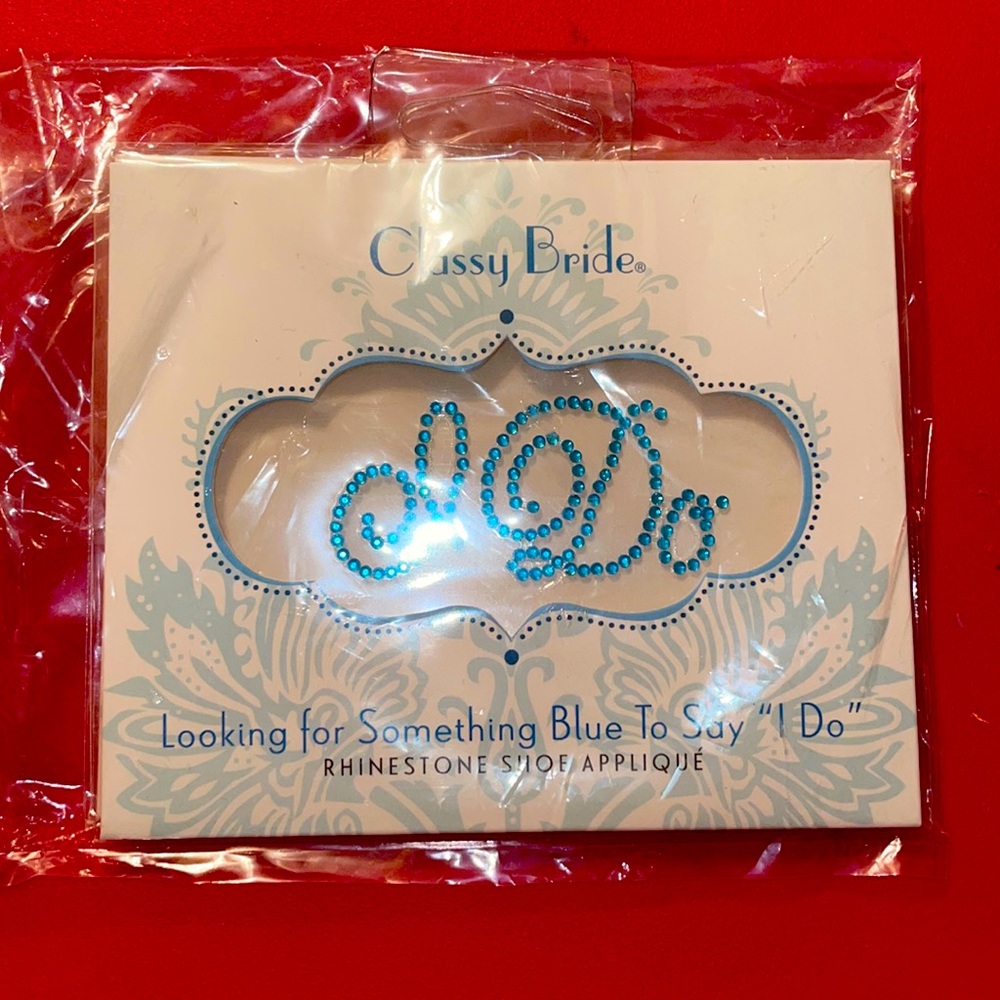 Classy Bride®
I Do
Looking for Something Blue To Say “I Do”
RHINESTONE SHOE APPLIQUÉ